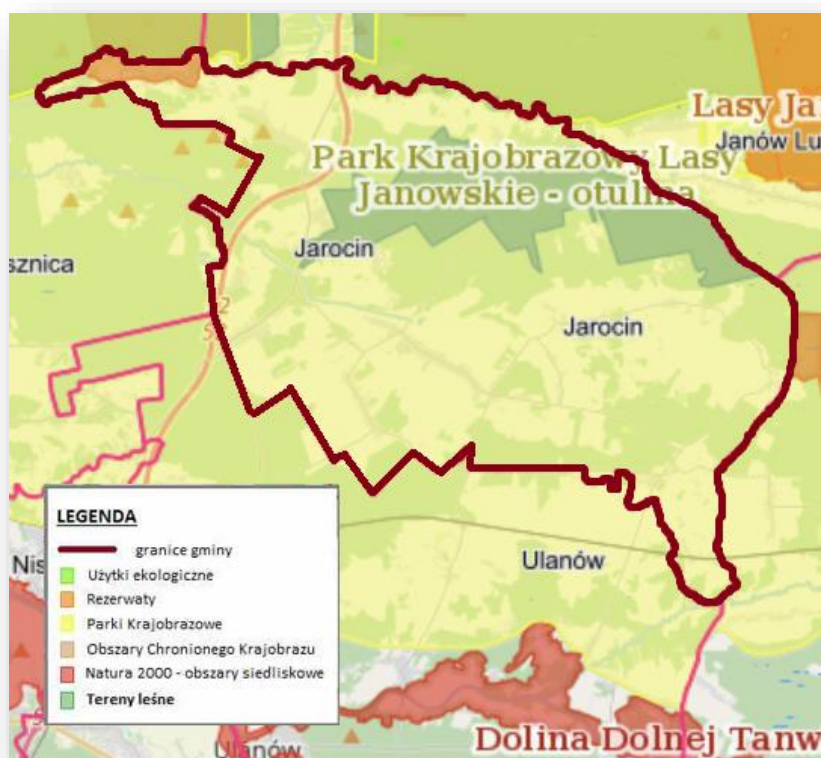 Lasy Ja
Janów Lu
Park Krajobrazowy Lasy
Janowskie - otulina
Jarocin
sznica
Jarocin
LEGENDA
granice gminy
Nis
Użytki ekologiczne
Rezerwaty
Parki Krajobrazowe
Obszary Chronionego Krajobrazu
Natura 2000 - obszary siedliskowe
Tereny leśne
Ulanów
Ulanów
Dolina Dolnej Tanw